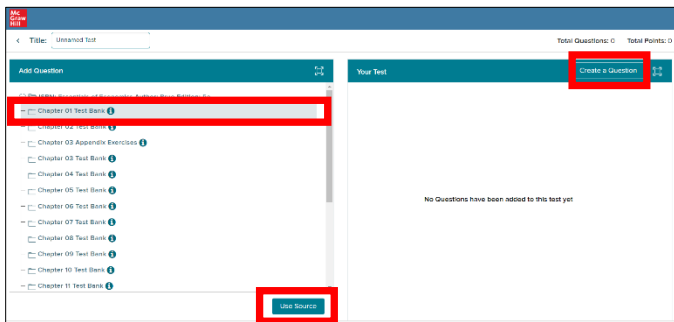 Mc
Graw
Hill
Title: Unnamed Test
Total Questions: 0 Total Points: 0
Add Question
Your Test
Create a Question
Chapter 01 Test Bank
Chapter 02 Test Bank
Chapter 03 Appendix Exercises
Chapter 03 Test Bank
Chapter 04 Test Bank
Chapter 05 Test Bank
Chapter 06 Test Bank
Chapter 07 Test Bank
Chapter 08 Test Bank
Chapter 09 Test Bank
Chapter 10 Test Bank
Chapter 11 Test Bank
No Questions have been added to this test yet
Use Source